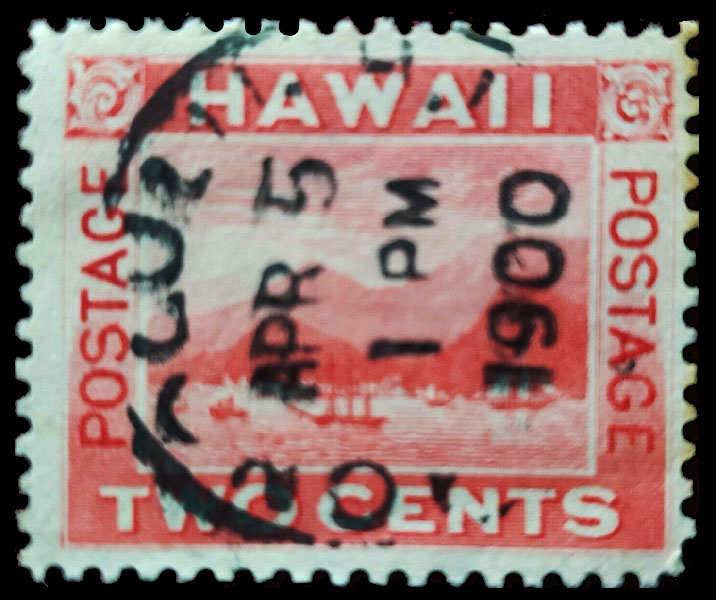 HAWAII
POSTAGE
POSTAGE
TWO CENTS
APR 5
1 PM
1900